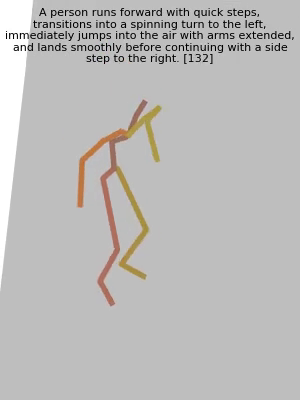 A person runs forward with quick steps,
transitions into a spinning turn to the left,
immediately jumps into the air with arms extended,
and lands smoothly before continuing with a side
step to the right. [132]